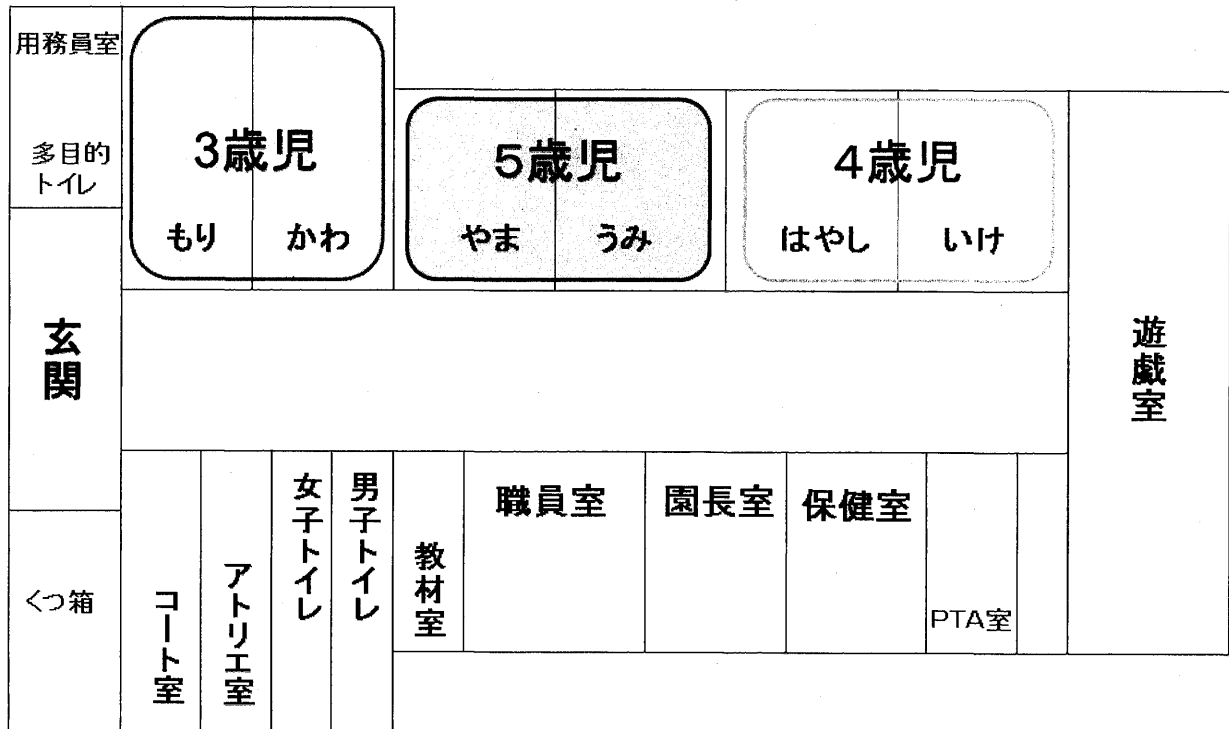 用務員室
多目的
トイレ
3歳児
もり
かわ
5歳児
やま
うみ
4歳児
はやし
いけ
玄関
遊戯室
くつ箱
コート室
アトリエ室
女子トイレ
男子トイレ
教材室
職員室
園長室
保健室
PTA室